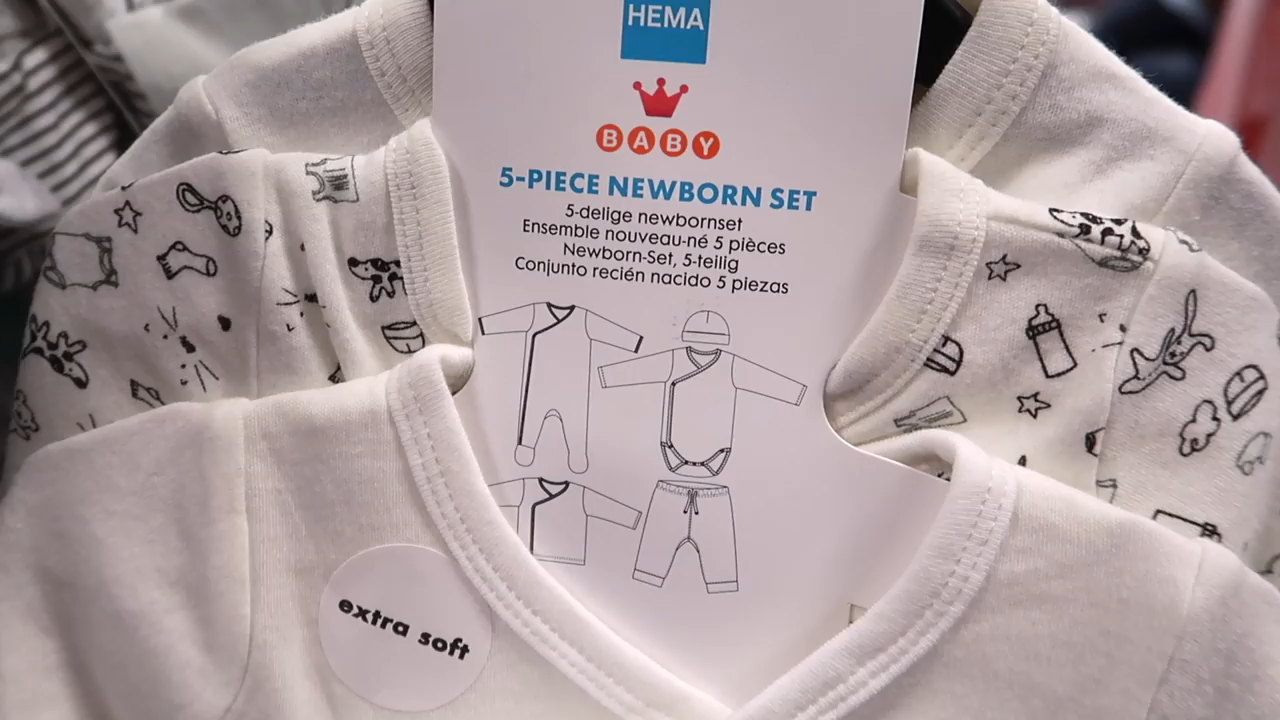 HEMA
BABY
5-PIECE NEWBORN SET
5-delige newbornset
Ensemble nouveau-né 5 pièces
Newborn-Set, 5-teilig
Conjunto recién nacido 5 piezas
extra soft